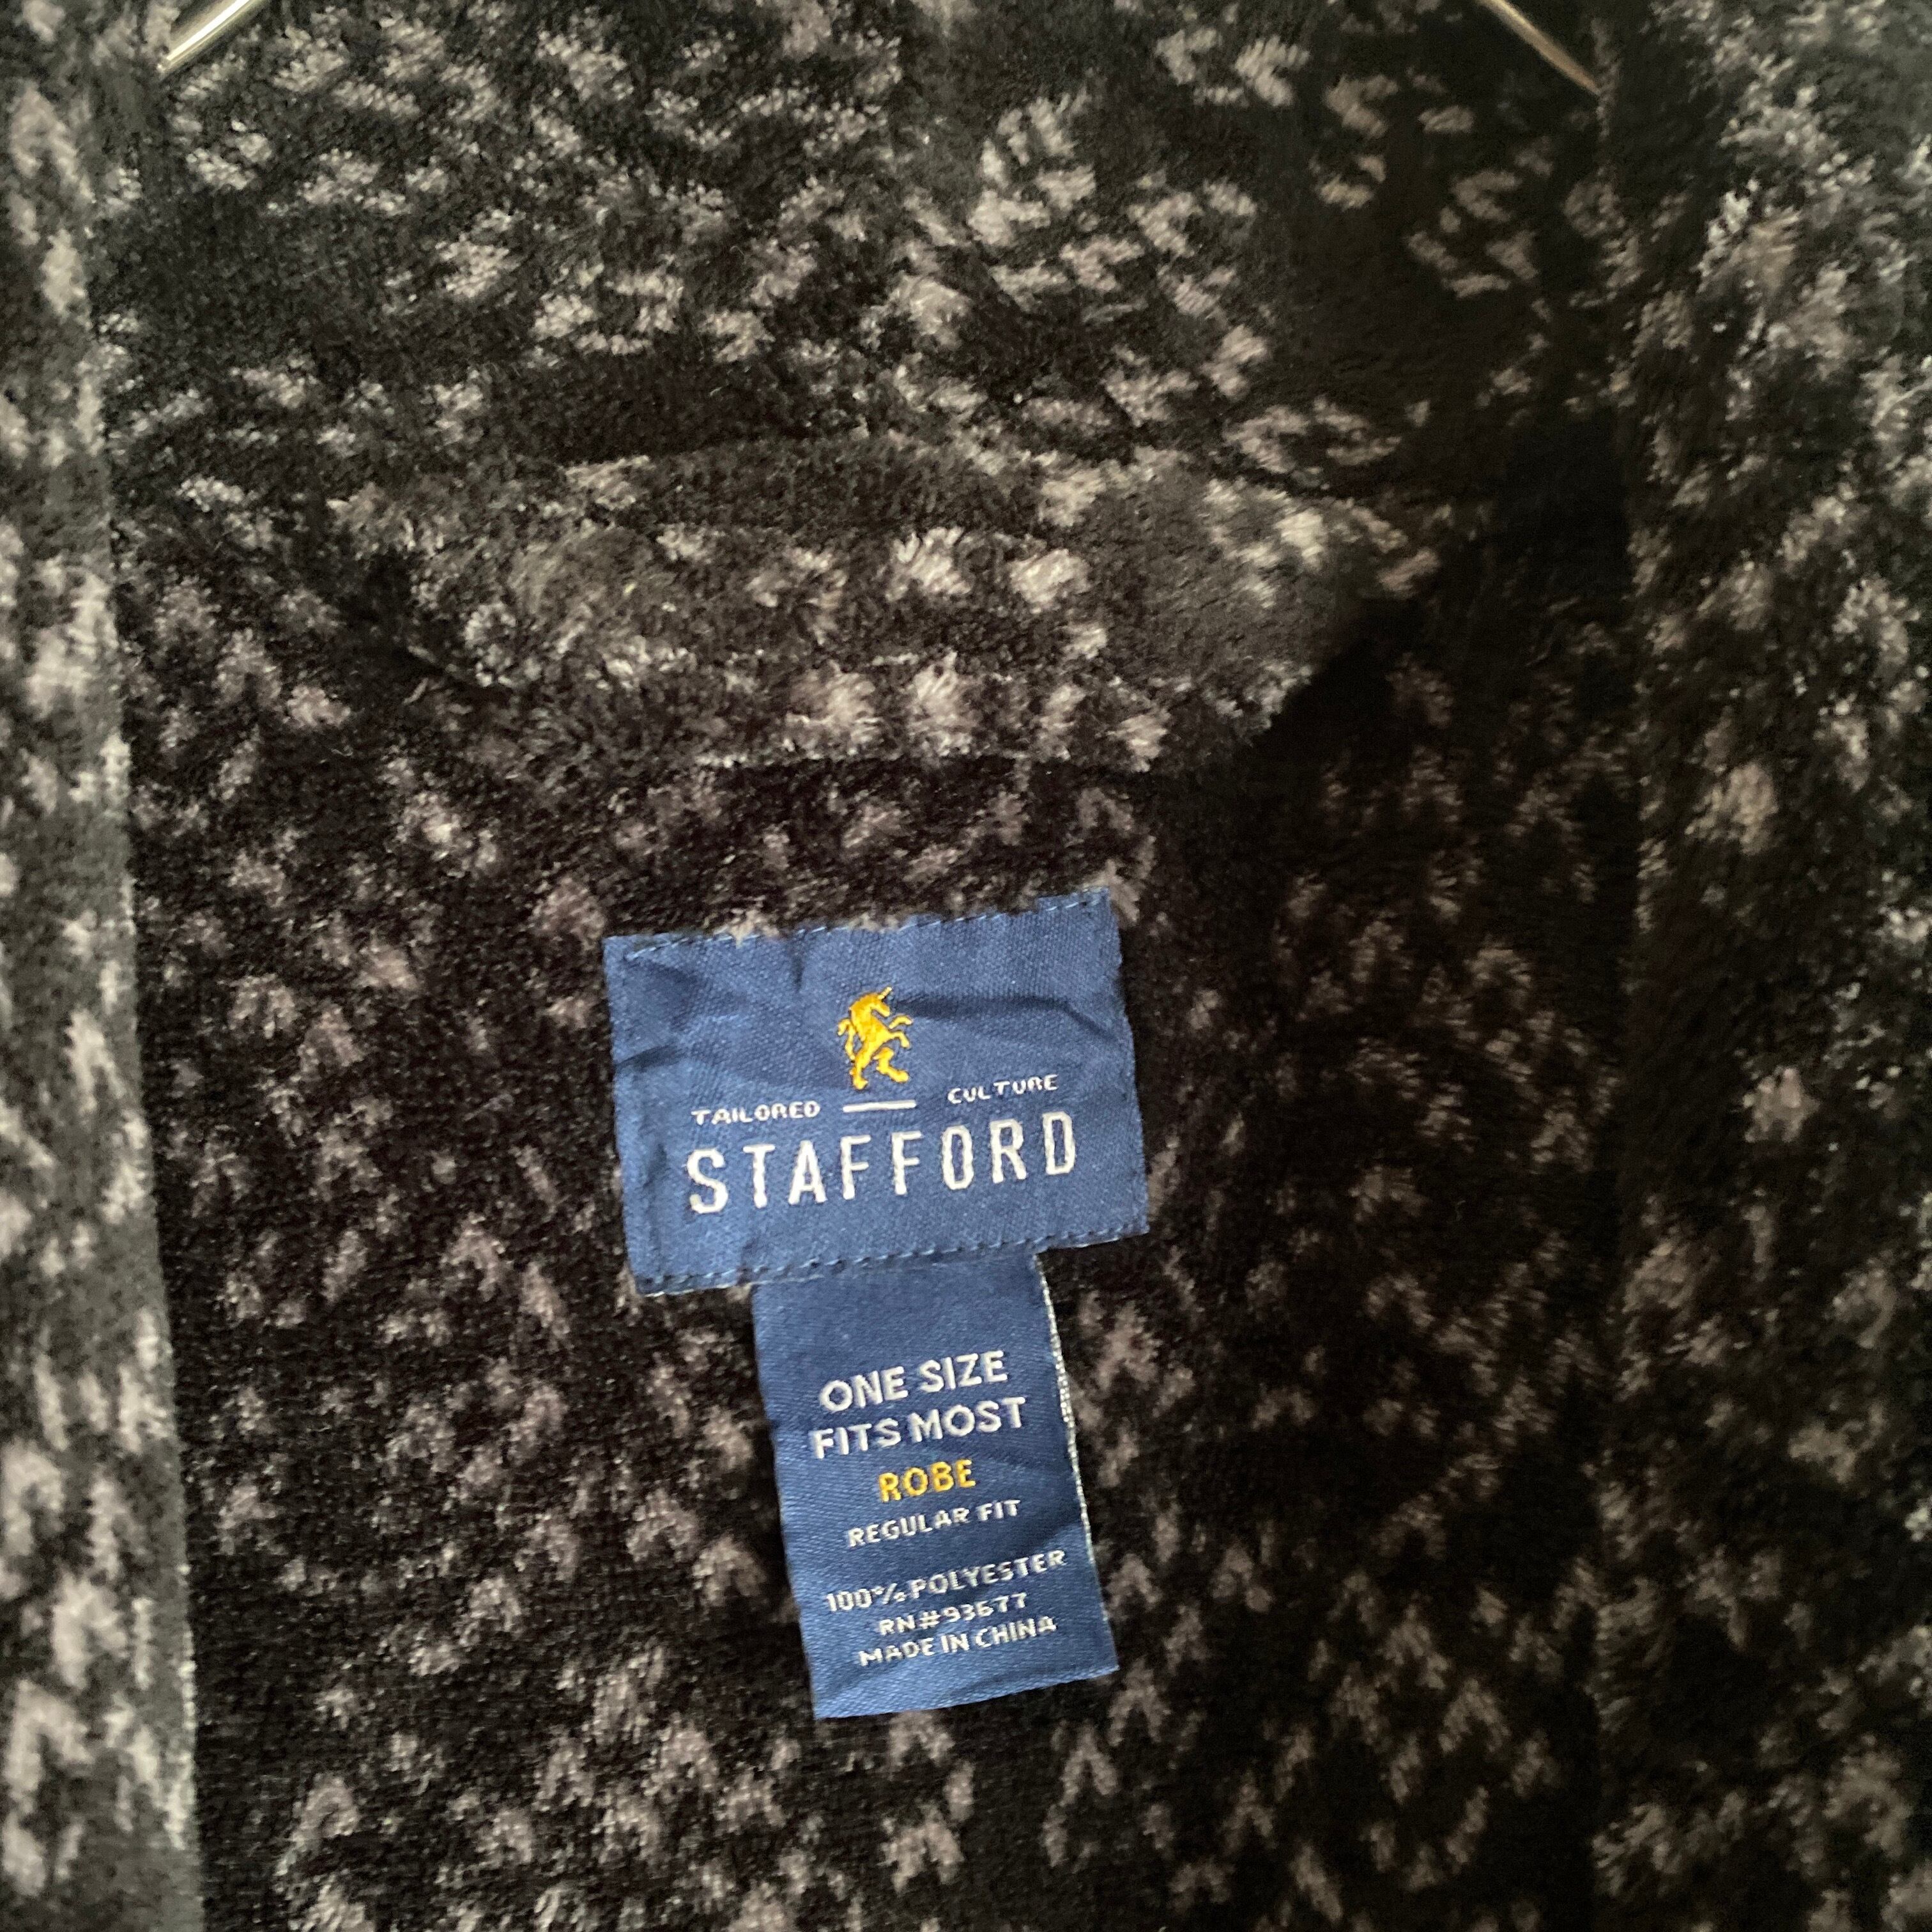 TAILORED CULTURE
STAFFORD
ONE SIZE
FITS MOST
ROBE
REGULAR FIT
100% POLYESTER
RN#93677
MADE IN CHINA